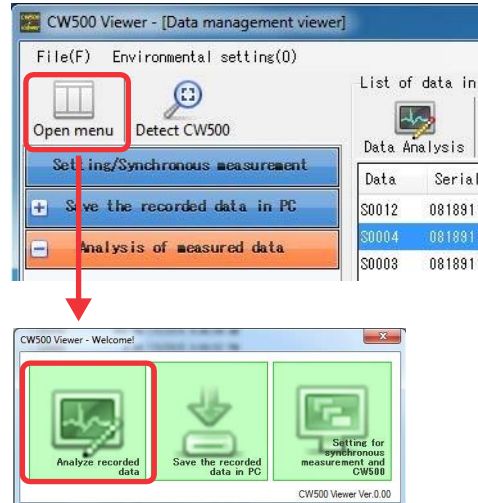 CW500 Viewer - [Data management viewer]
File(F) Environmental setting(O)
List of data in
Open menu
Detect CW500
Data Analysis
Setting/Synchronous measurement
Data Serial
Save the recorded data in PC
S0012 081891
Analysis of measured data
S0004 081891
S0003 081891
CW500 Viewer - Welcome!
Analyze recorded
data
Save the recorded
data in PC
Setting for
synchronous
measurement and
CW500
CW500 Viewer Ver.0.00